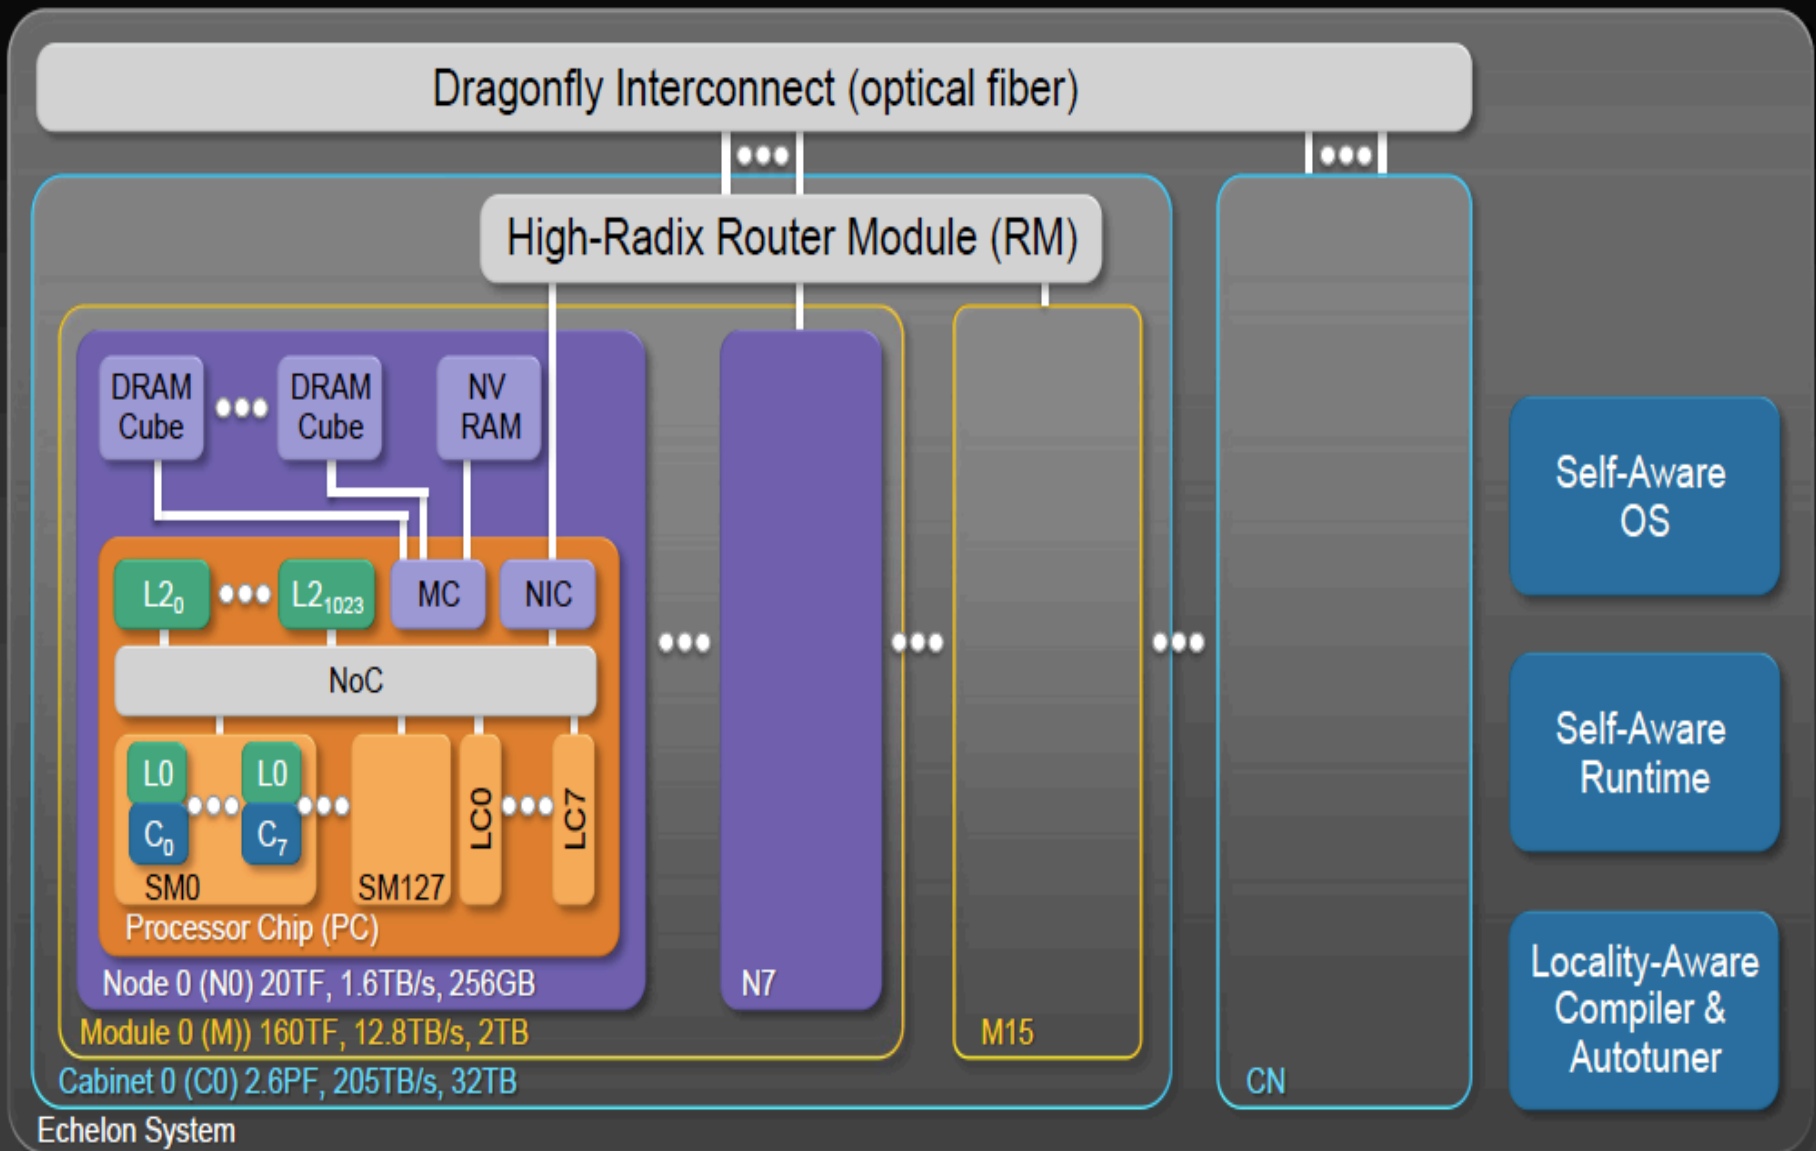 Dragonfly Interconnect (optical fiber)
High-Radix Router Module (RM)
DRAM
Cube
DRAM
Cube
NV
RAM
L2₀
L2₁₀₂₃
MC
NIC
NoC
L0
L0
C₀
C₇
SM0
SM127
LC0
LC7
Processor Chip (PC)
Node 0 (N0) 20TF, 1.6TB/s, 256GB
N7
Module 0 (M)) 160TF, 12.8TB/s, 2TB
M15
Cabinet 0 (C0) 2.6PF, 205TB/s, 32TB
CN
Echelon System
Self-Aware
OS
Self-Aware
Runtime
Locality-Aware
Compiler &
Autotuner